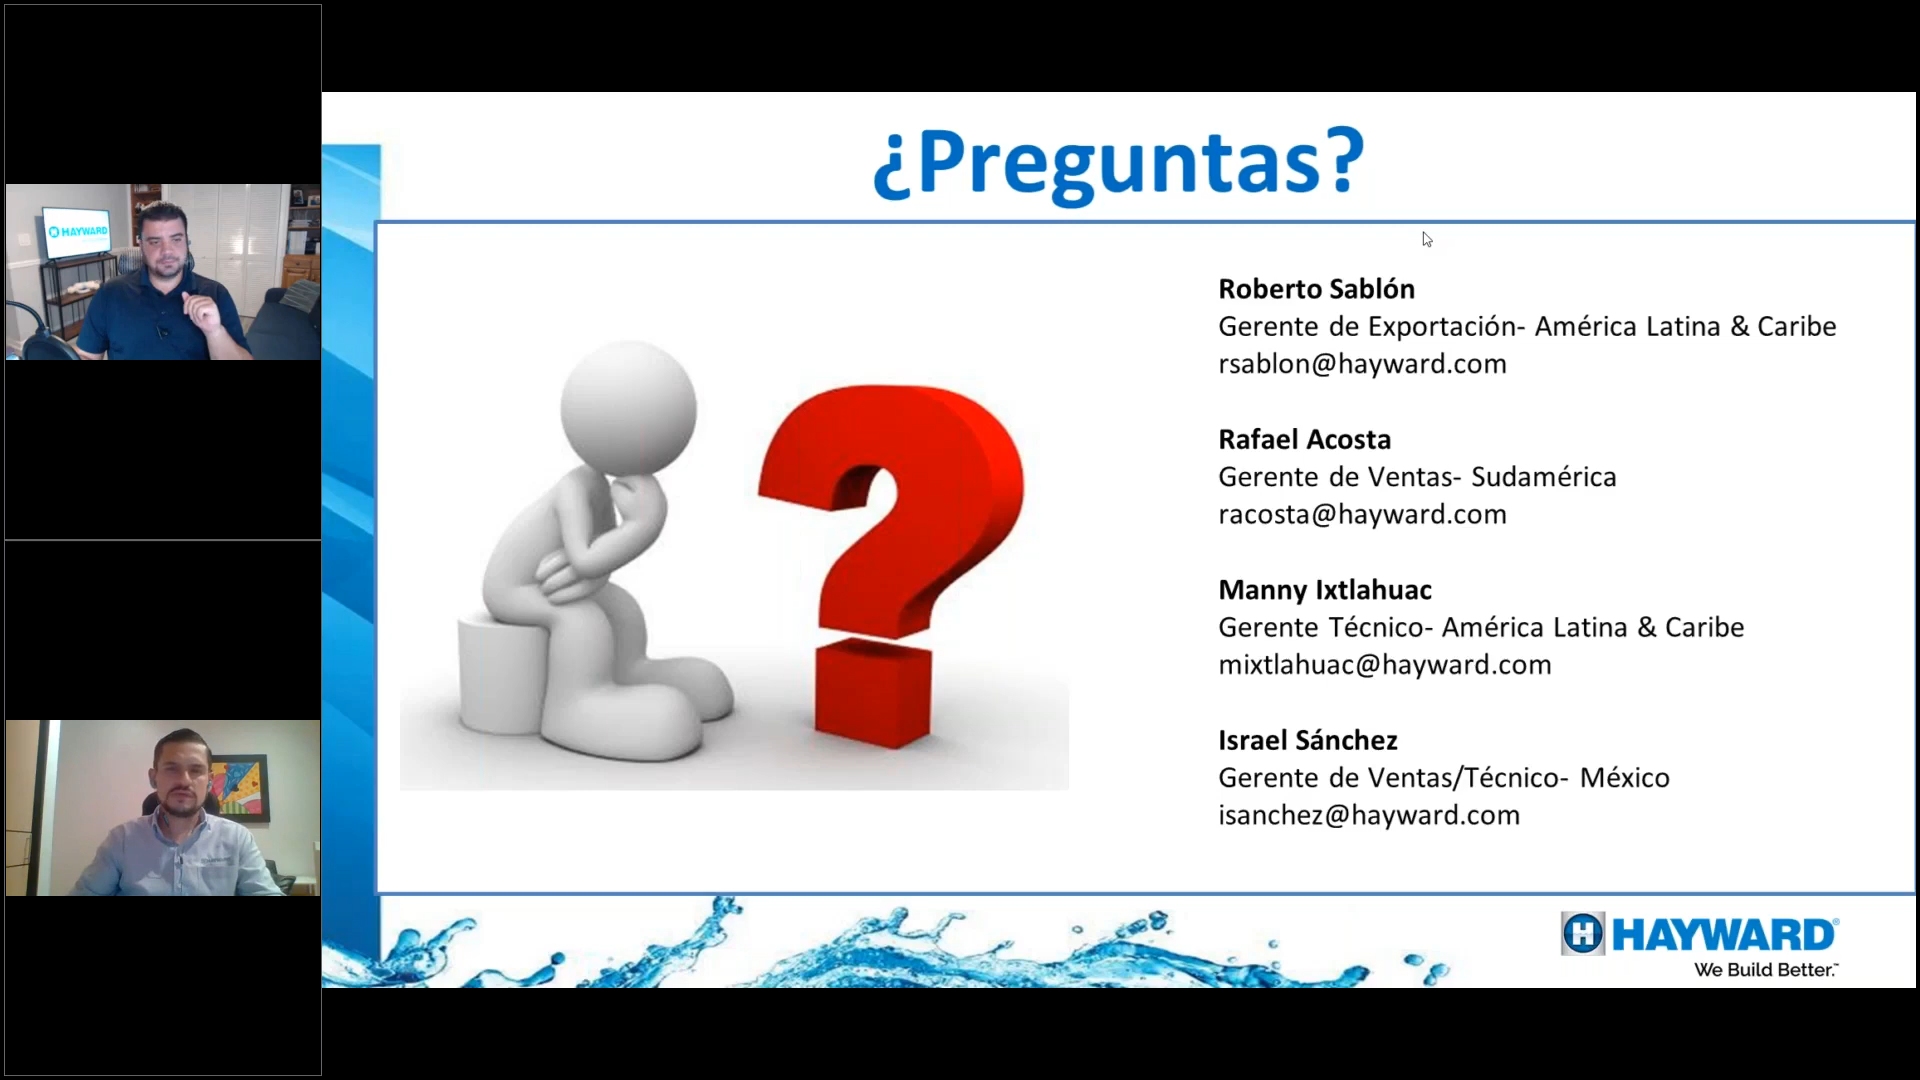 ¿Preguntas?
HAYWARD
Roberto Sablón
Gerente de Exportación- América Latina & Caribe
rsablon@hayward.com
Rafael Acosta
Gerente de Ventas- Sudamérica
racosta@hayward.com
Manny Ixtlahuac
Gerente Técnico- América Latina & Caribe
mixtlahuac@hayward.com
Israel Sánchez
Gerente de Ventas/Técnico- México
isanchez@hayward.com
H HAYWARD®
We Build Better.™